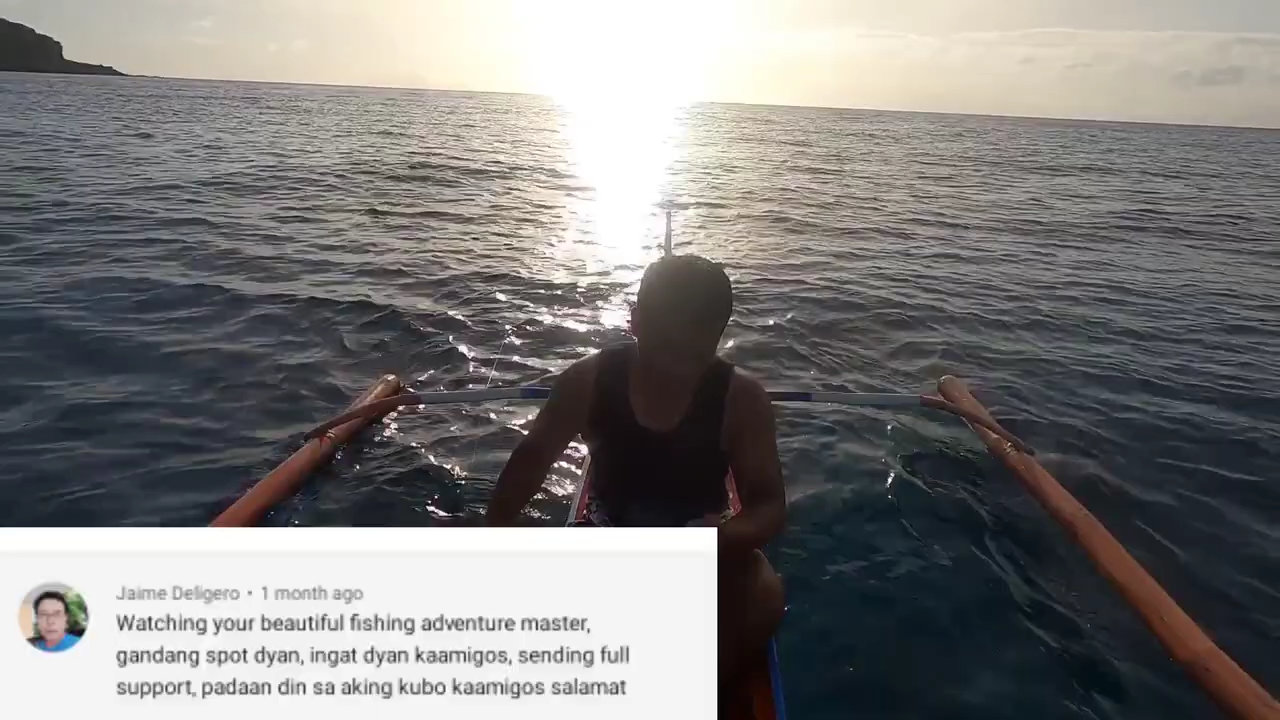 Jaime Deligero • 1 month ago
Watching your beautiful fishing adventure master,
gandang spot dyan, ingat dyan kaamigos, sending full
support, padaan din sa aking kubo kaamigos salamat